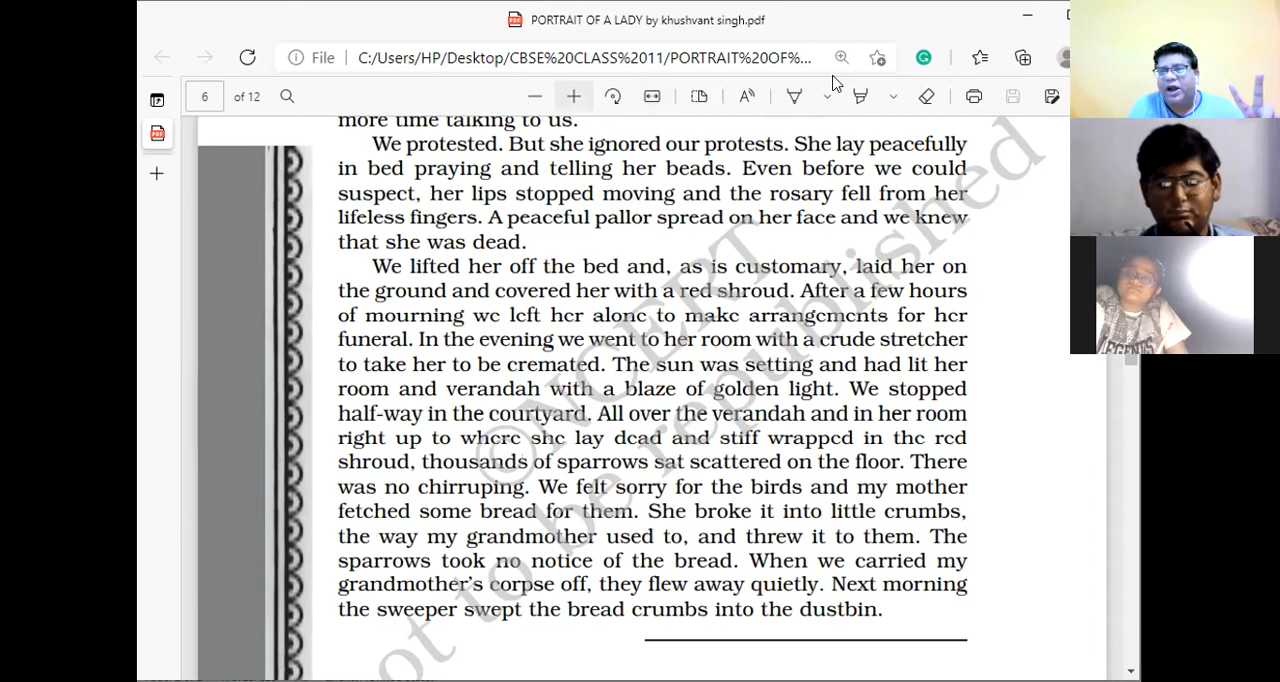 PORTRAIT OF A LADY by khushvant singh.pdf
File C:/Users/HP/Desktop/CBSE%20CLASS%2011/PORTRAIT%20OF%...
6 of 12
more time talking to us.
We protested. But she ignored our protests. She lay peacefully
in bed praying and telling her beads. Even before we could
suspect, her lips stopped moving and the rosary fell from her
lifeless fingers. A peaceful pallor spread on her face and we knew
that she was dead.
We lifted her off the bed and, as is customary, laid her on
the ground and covered her with a red shroud. After a few hours
of mourning we left her alone to make arrangements for her
funeral. In the evening we went to her room with a crude stretcher
to take her to be cremated. The sun was setting and had lit her
room and verandah with a blaze of golden light. We stopped
half-way in the courtyard. All over the verandah and in her room
right up to where she lay dead and stiff wrapped in the red
shroud, thousands of sparrows sat scattered on the floor. There
was no chirruping. We felt sorry for the birds and my mother
fetched some bread for them. She broke it into little crumbs,
the way my grandmother used to, and threw it to them. The
sparrows took no notice of the bread. When we carried my
grandmother's corpse off, they flew away quietly. Next morning
the sweeper swept the bread crumbs into the dustbin.
©NCERT
not to be republished
LEGENDS